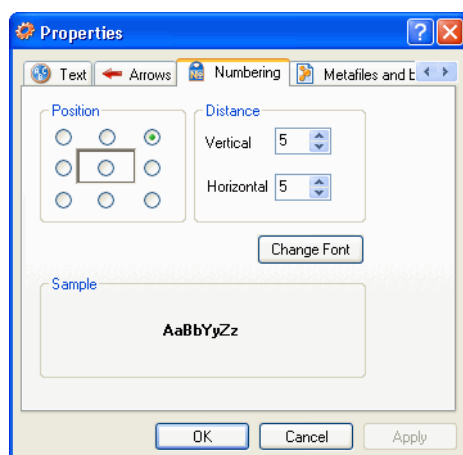 Properties
Text Arrows Numbering Metafiles and b
Position
Distance
Vertical 5
Horizontal 5
Change Font
Sample
AaBbYyZz
OK Cancel Apply